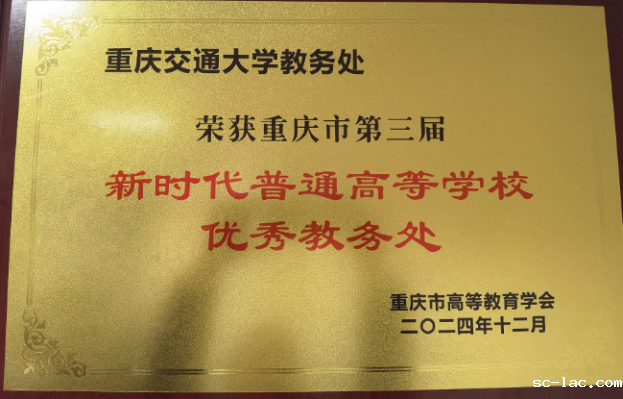 重庆交通大学教务处
荣获重庆市第三届
新时代普通高等学校
优秀教务处
重庆市高等教育学会
二〇二四年十二月
sc-lac.com